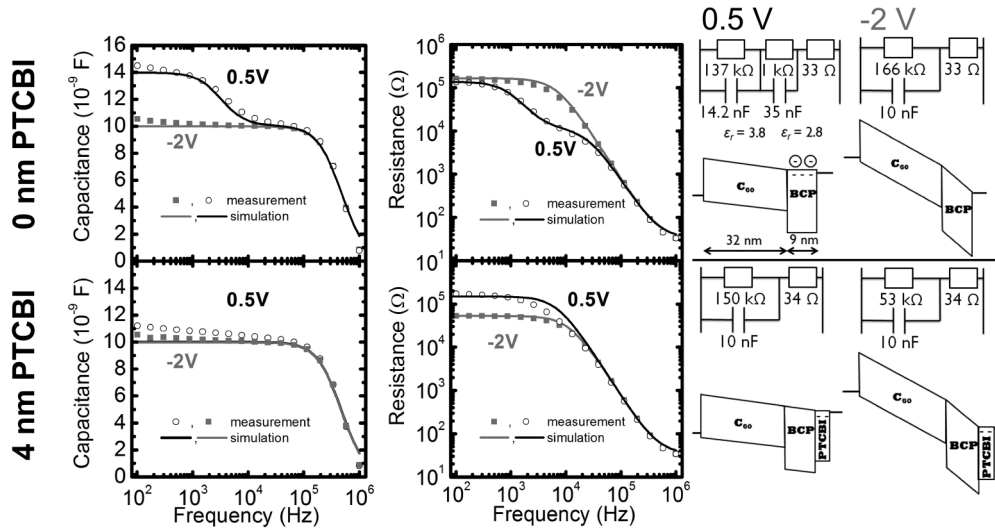 0 nm PTCBI
4 nm PTCBI
Capacitance (10⁻⁹ F)
16
14
12
10
8
6
4
2
0
0.5V
-2V
measurement
simulation
Resistance (Ω)
10⁶
10⁵
10⁴
10³
10²
10¹
-2V
0.5V
measurement
simulation
0.5 V
137 kΩ 1 kΩ 33 Ω
14.2 nF 35 nF
εr = 3.8 εr = 2.8
C₆₀
BCP
32 nm 9 nm
-2 V
166 kΩ 33 Ω
10 nF
C₆₀
BCP
Capacitance (10⁻⁹ F)
14
12
10
8
6
4
2
0
0.5V
-2V
measurement
simulation
10² 10³ 10⁴ 10⁵ 10⁶
Frequency (Hz)
Resistance (Ω)
10⁵
10⁴
10³
10²
10¹
0.5V
-2V
measurement
simulation
10² 10³ 10⁴ 10⁵ 10⁶
Frequency (Hz)
150 kΩ 34 Ω
10 nF
C₆₀
BCP
PTCBI
53 kΩ 34 Ω
10 nF
C₆₀
BCP
PTCBI